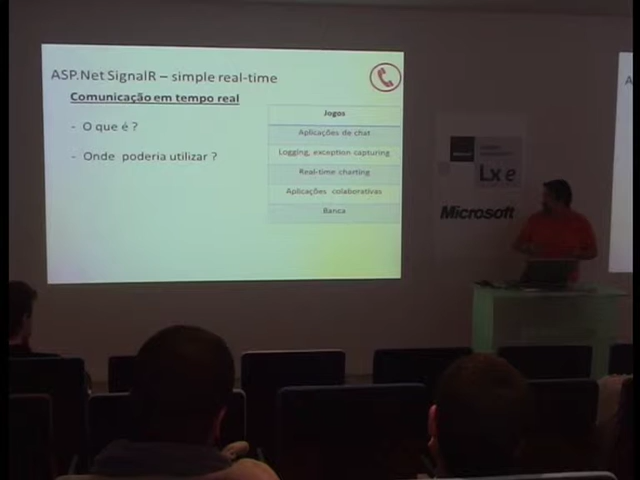 ASP.Net SignalR – simple real-time
Comunicação em tempo real
- O que é ?
- Onde poderia utilizar ?
Jogos
Aplicações de chat
Logging, exception capturing
Real-time charting
Aplicações colaborativas
Banca
Lx e
Microsoft
A